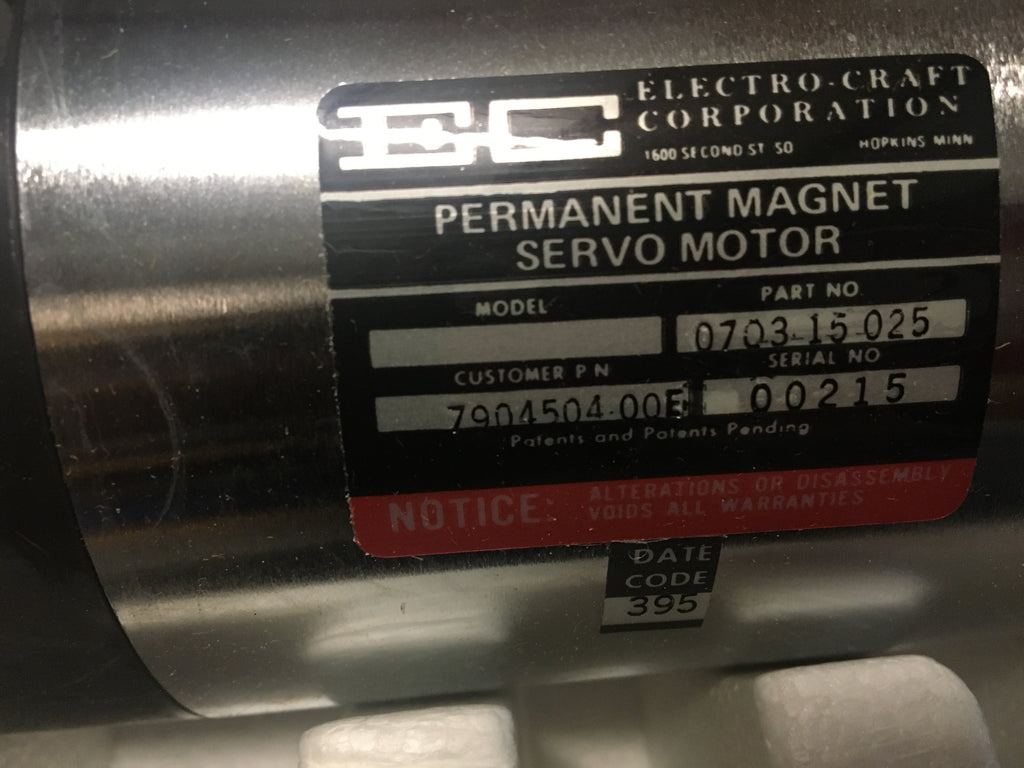 EC
ELECTRO-CRAFT
CORPORATION
1600 SECOND ST SO HOPKINS MINN
PERMANENT MAGNET
SERVO MOTOR
MODEL
PART NO
0703-15-025
CUSTOMER P N
SERIAL NO
7904504-00E
00215
Patents and Patents Pending
NOTICE: ALTERATIONS OR DISASSEMBLY
VOIDS ALL WARRANTIES
DATE
CODE
395